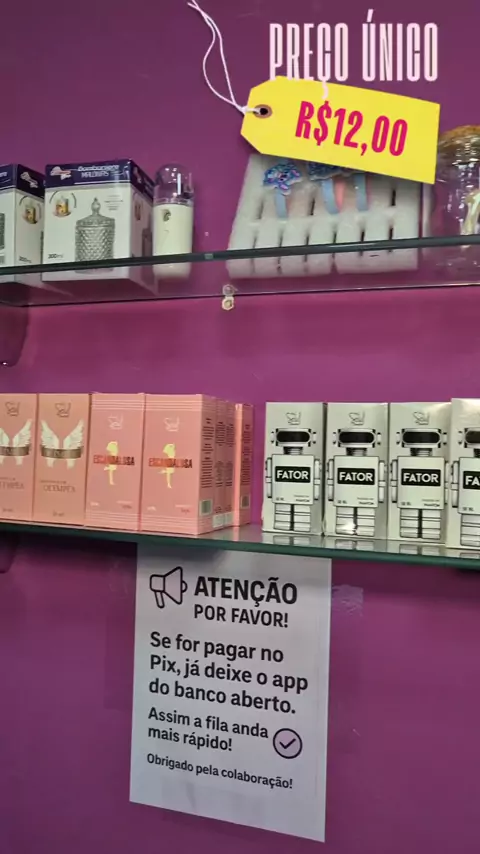 PREÇO ÚNICO
R$12,00
ESCANDALOSA
ESCANDALOSA
FATOR
FATOR
FATOR
FA
ATENÇÃO
POR FAVOR!
Se for pagar no
Pix, já deixe o app
do banco aberto.
Assim a fila anda
mais rápido!
Obrigado pela colaboração!